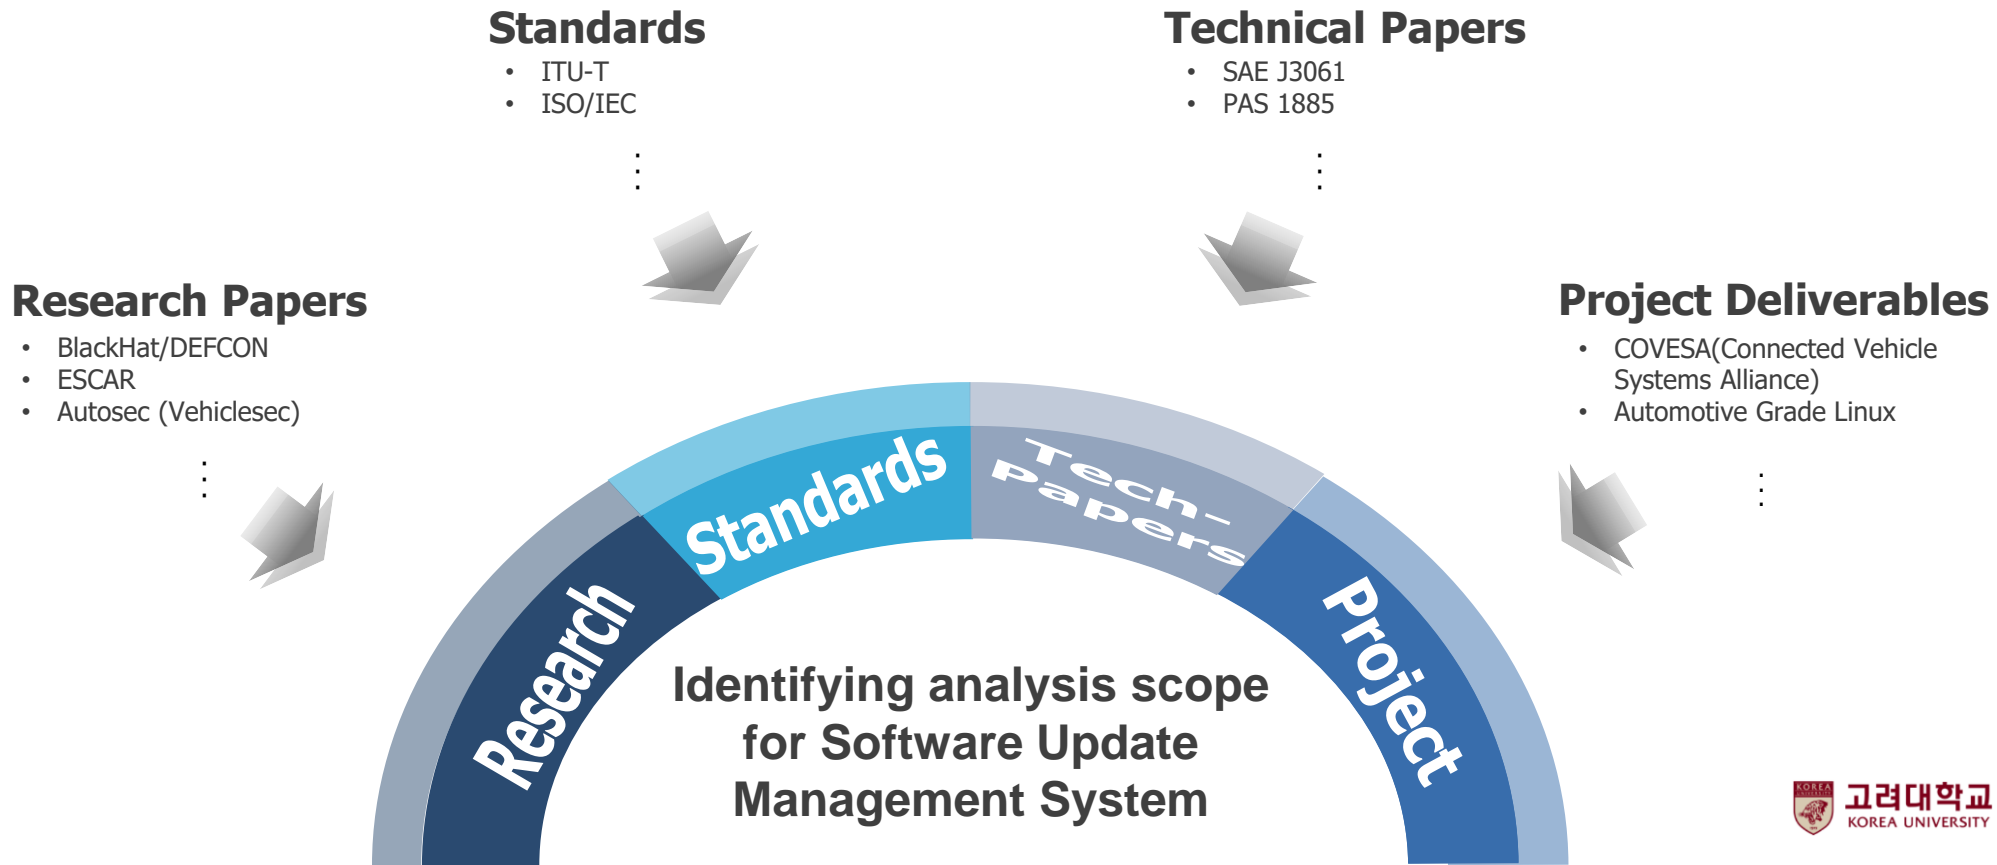 Standards
• ITU-T
• ISO/IEC
Technical Papers
• SAE J3061
• PAS 1885
Research Papers
• BlackHat/DEFCON
• ESCAR
• Autosec (Vehiclesec)
Project Deliverables
• COVESA(Connected Vehicle
Systems Alliance)
• Automotive Grade Linux
Research
Standards
Tech-
Papers
Project
Identifying analysis scope
for Software Update
Management System
KOREA
고려대학교
KOREA UNIVERSITY